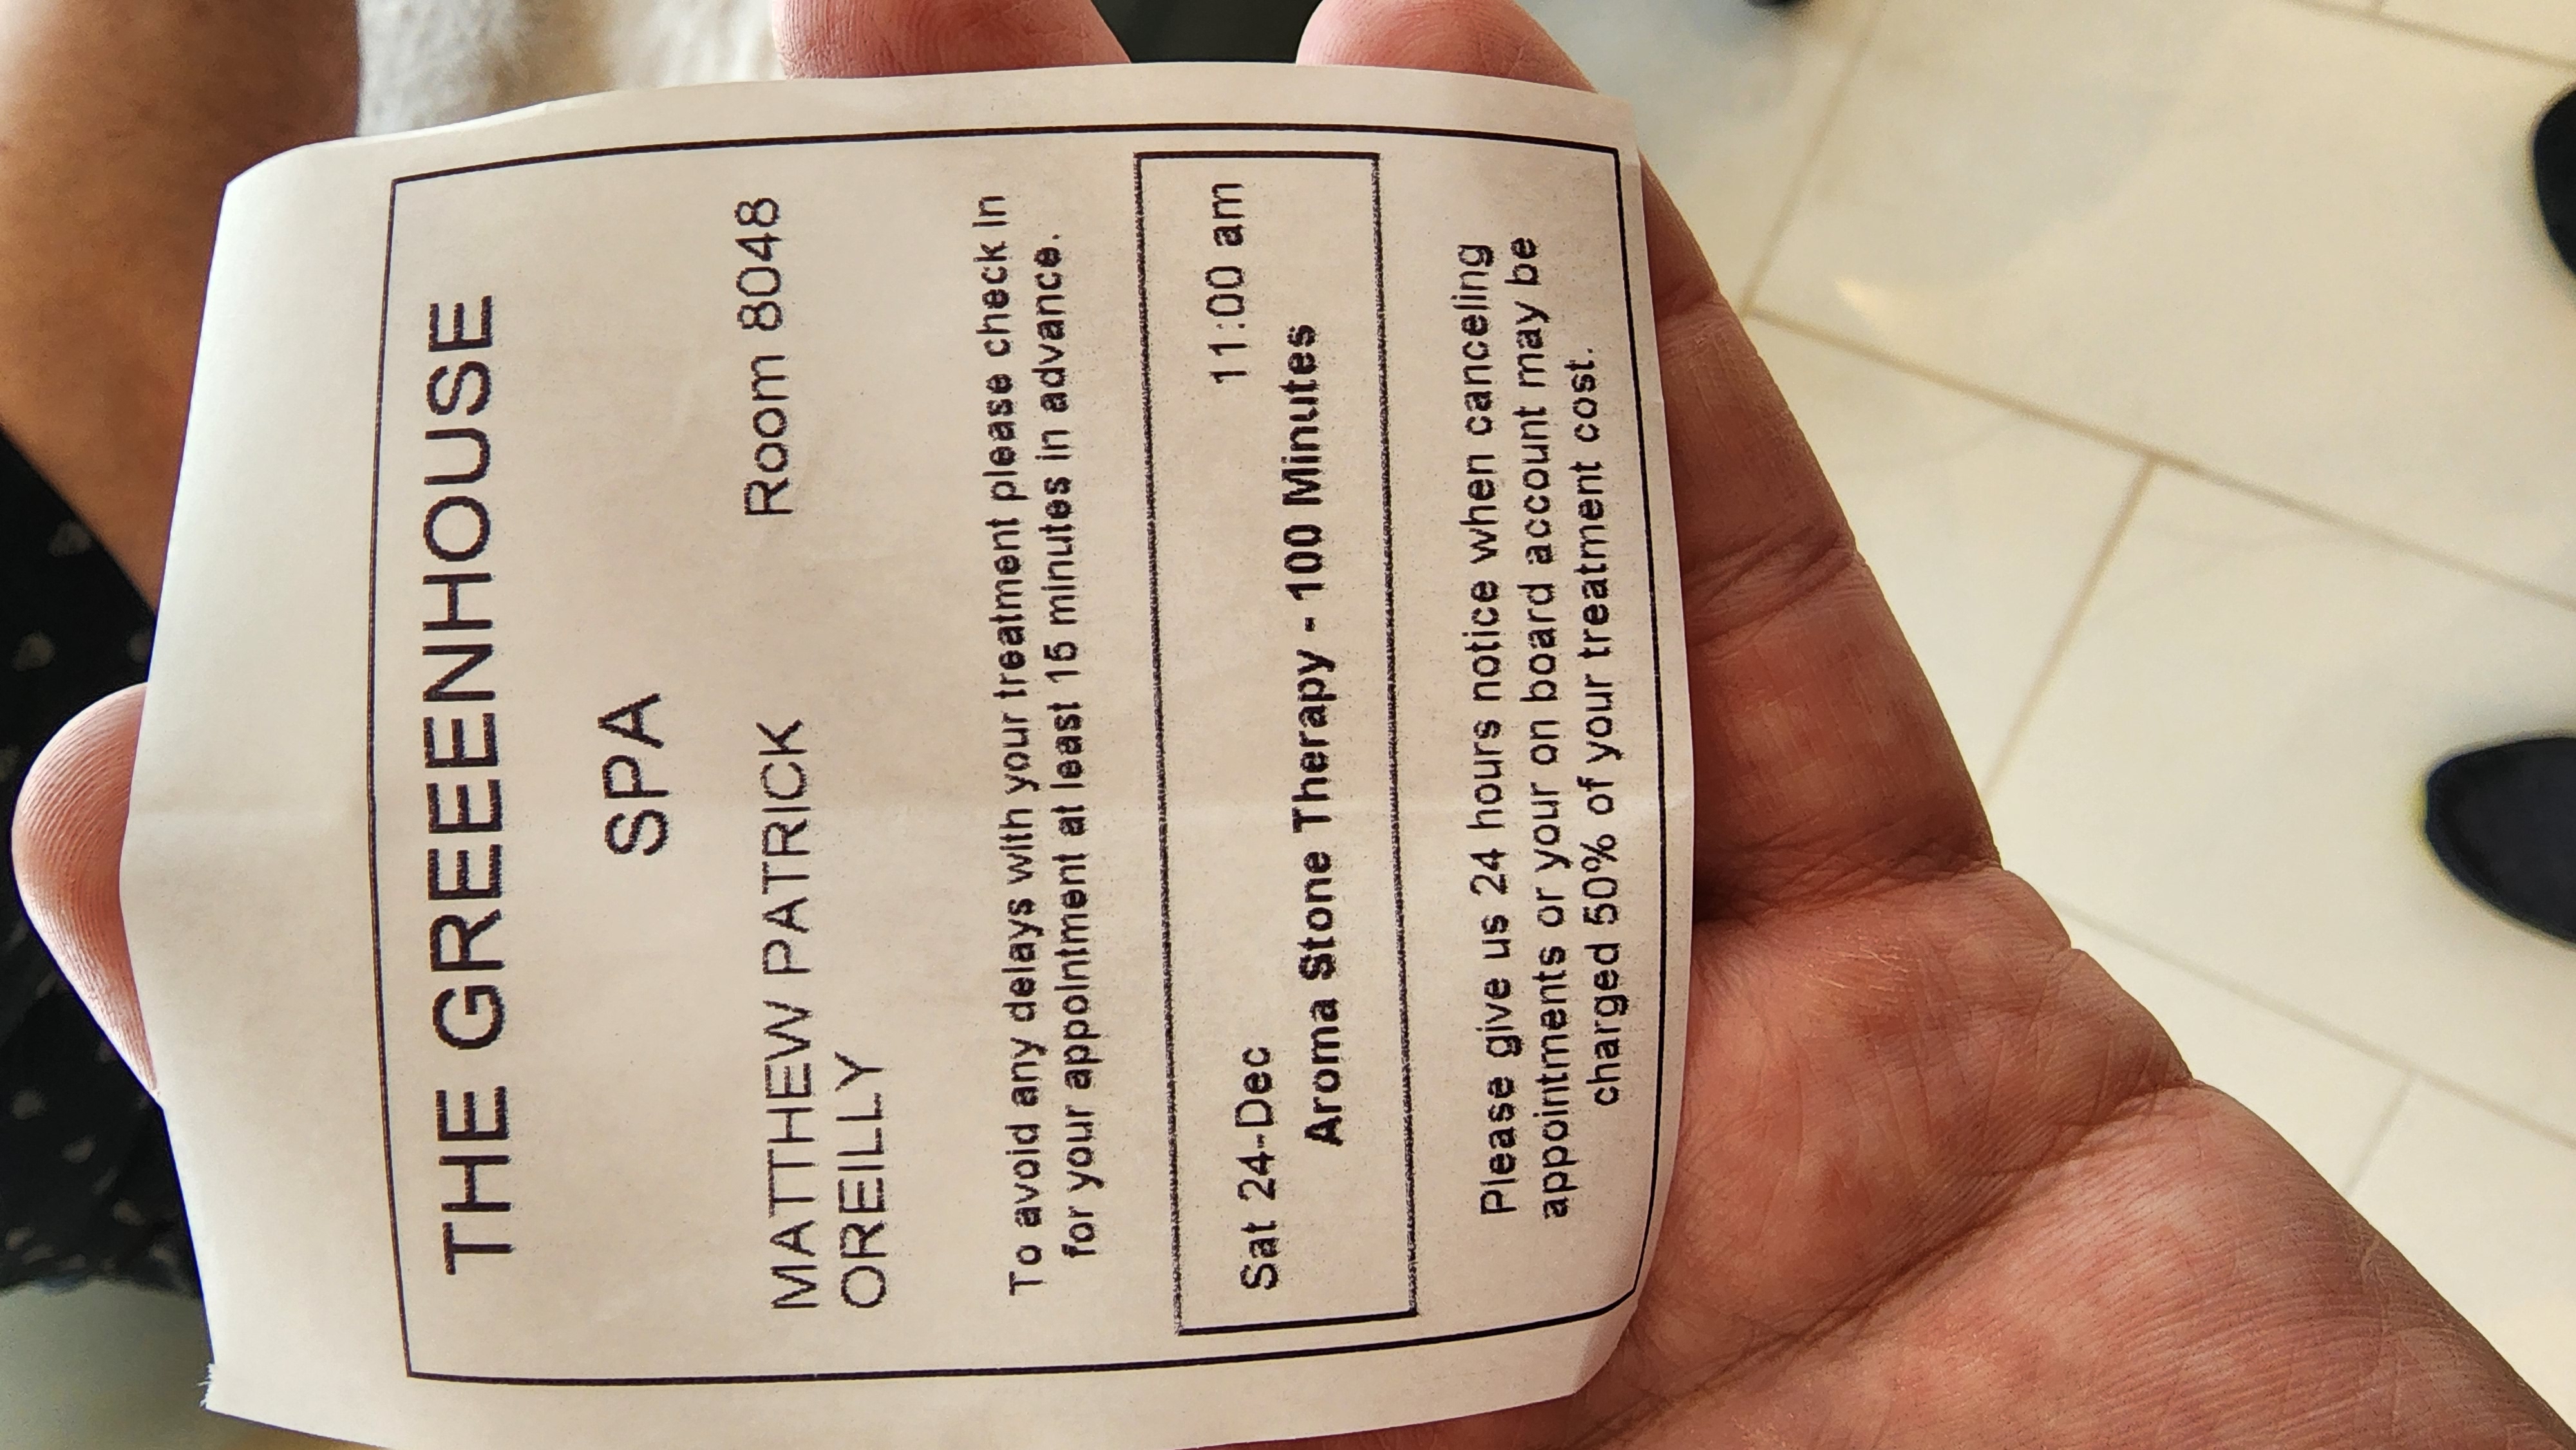 THE GREEENHOUSE
SPA
MATTHEW PATRICK Room 8048
OREILLY
To avoid any delays with your treatment please check in
for your appointment at least 15 minutes in advance.
Sat 24-Dec 11:00 am
Aroma Stone Therapy - 100 Minutes
Please give us 24 hours notice when canceling
appointments or your on board account may be
charged 50% of your treatment cost.